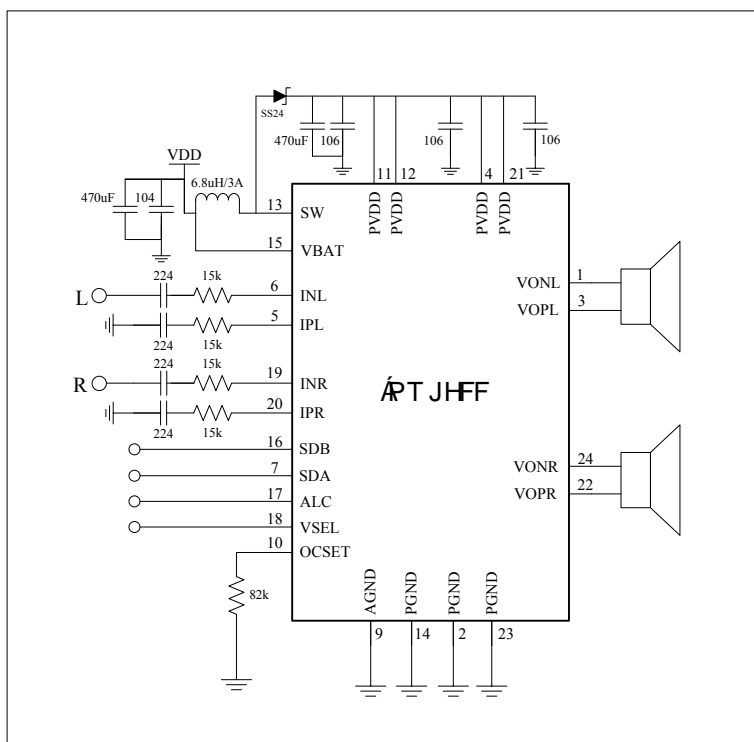 SS24
470uF 106 106 106
VDD
11 12 4 21
6.8uH/3A
PVDD PVDD PVDD PVDD
470uF 104
13 SW
15 VBAT
224 15k
L 6 INL
5 IPL
224 15k
1 VONL
3 VOPL
224 15k
R 19 INR
20 IPR
224 15k
ÁPT JHFF
16 SDB
7 SDA
17 ALC
18 VSEL
10 OCSET
VONR 24
VOPR 22
82k
AGND PGND PGND PGND
9 14 2 23